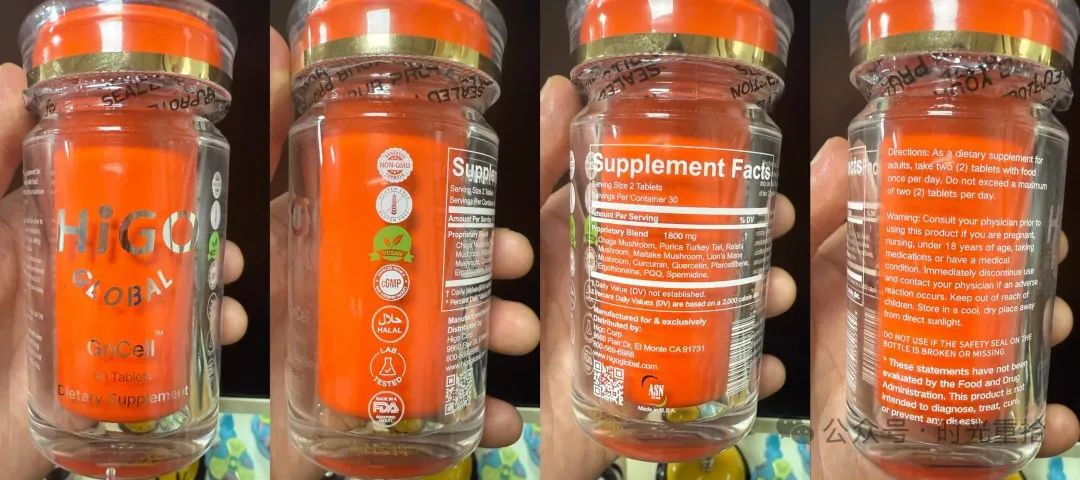 HiGO
GLOBAL
™
GoCell
60 Tablets
Dietary Supplement
SEALED
NON-GMO
VEGAN
cGMP
HALAL
LAB
TESTED
MADE IN A
FDA
Supplement Facts
Serving Size 2 Tablets
Servings Per Container 30
Amount Per Serving % DV
Proprietary Blend 1800 mg †
Chaga Mushroom, Porica Turkey Tail, Reishi
Mushroom, Maitake Mushroom, Lion's Mane
Mushroom, Curcumin, Quercetin, Pterostilbene,
Ergothioneine, PQQ, Spermidine.
† Daily Value (DV) not established.
* Percent Daily Values (DV) are based on a 2,000 calorie
Manufactured for & exclusively
Distributed by:
Higo Corp
9660 Flair Dr, El Monte CA 91731
800-569-6988
www.higoglobal.com
ASN
Made in U.S.A.
Directions: As a dietary supplement for
adults, take two (2) tablets with food
once per day. Do not exceed a maximum
of two (2) tablets per day.
Warning: Consult your physician prior to
using this product if you are pregnant,
nursing, under 18 years of age, taking
medications or have a medical
condition. Immediately discontinue use
and contact your physician if an adverse
reaction occurs. Keep out of reach of
children. Store in a cool, dry place away
from direct sunlight.
DO NOT USE IF THE SAFETY SEAL ON THE
BOTTLE IS BROKEN OR MISSING
* These statements have not been
evaluated by the Food and Drug
Administration. This product is not
intended to diagnose, treat, cure,
or prevent any disease.
公众号·时光重拾